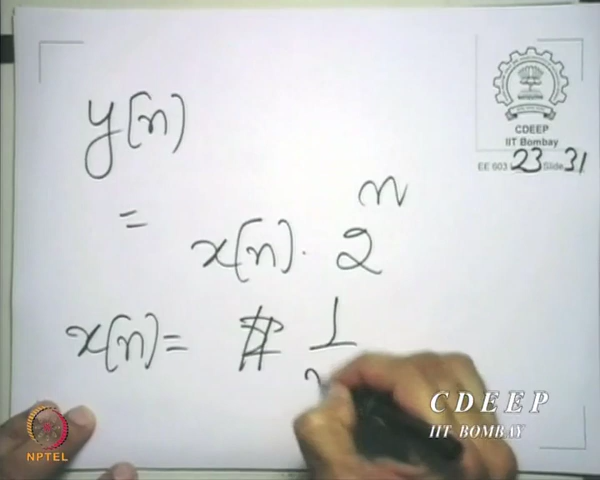 y[n]
= x[n] · 2^n
x[n] = 1
CDEEP
IIT Bombay
EE 603 L 23 Slide 31
CDEEP
IIT BOMBAY
NPTEL